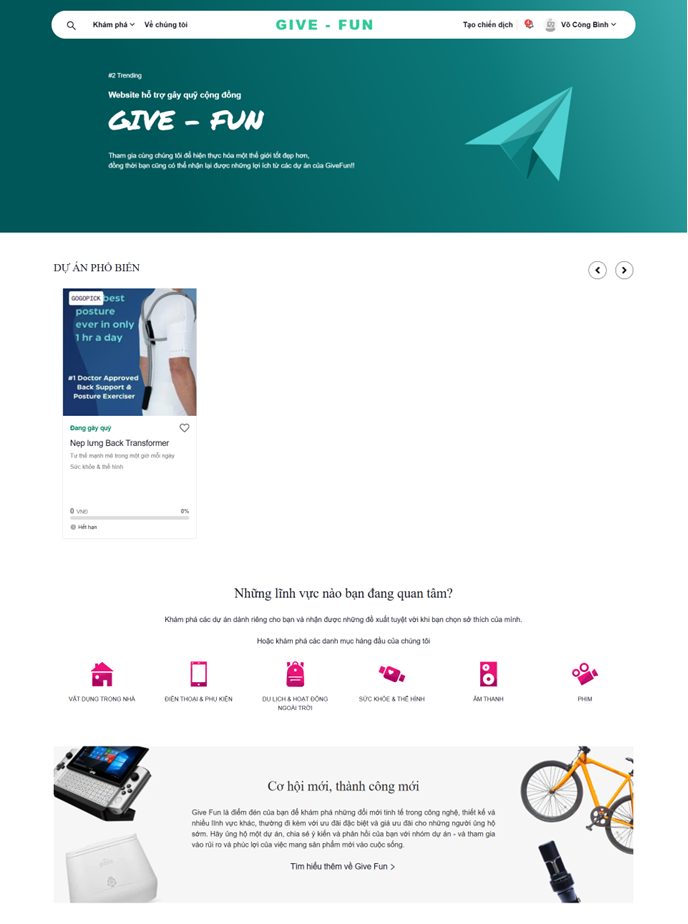 Khám phá
Về chúng tôi
GIVE - FUN
Tạo chiến dịch
Võ Công Bình
#2 Trending
Website hỗ trợ gây quỹ cộng đồng
GIVE - FUN
Tham gia cùng chúng tôi để hiện thực hóa một thế giới tốt đẹp hơn,
đồng thời bạn cũng có thể nhận lại được những lợi ích từ các dự án của GiveFun!!
DỰ ÁN PHỔ BIẾN
GOGOPICK
best
posture
ever in only
1 hr a day
#1 Doctor Approved
Back Support &
Posture Exerciser
Đang gây quỹ
Nẹp lưng Back Transformer
Tư thế mạnh mẽ trong một giờ mỗi ngày
Sức khỏe & thể hình
0 VNĐ
0%
Hết hạn
Những lĩnh vực nào bạn đang quan tâm?
Khám phá các dự án dành riêng cho bạn và nhận được những đề xuất tuyệt vời khi bạn chọn sở thích của mình.
Hoặc khám phá các danh mục hàng đầu của chúng tôi
VẬT DỤNG TRONG NHÀ
ĐIỆN THOẠI & PHỤ KIỆN
DU LỊCH & HOẠT ĐỘNG
NGOÀI TRỜI
SỨC KHỎE & THỂ HÌNH
ÂM THANH
PHIM
Cơ hội mới, thành công mới
Give Fun là điểm đến của bạn để khám phá những đổi mới tinh tế trong công nghệ, thiết kế và
nhiều lĩnh vực khác, thường đi kèm với ưu đãi đặc biệt và giá ưu đãi cho những người ủng hộ
sớm. Hãy ủng hộ một dự án, chia sẻ ý kiến và phản hồi của bạn với nhóm dự án - và tham gia
vào rủi ro và phúc lợi của việc mang sản phẩm mới vào cuộc sống.
Tìm hiểu thêm về Give Fun